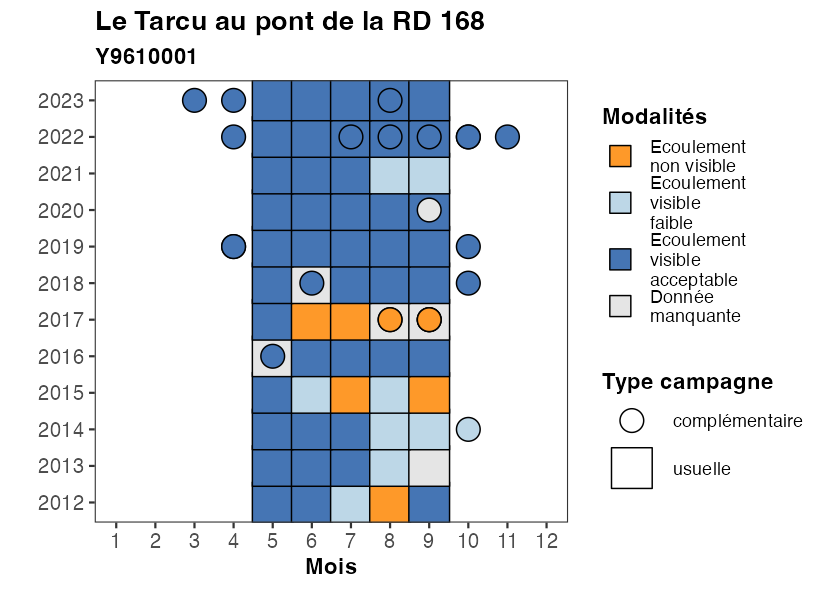 Le Tarcu au pont de la RD 168
Y9610001
2023
2022
2021
2020
2019
2018
2017
2016
2015
2014
2013
2012
1 2 3 4 5 6 7 8 9 10 11 12
Mois
Modalités
Ecoulement
non visible
Ecoulement
visible
faible
Ecoulement
visible
acceptable
Donnée
manquante
Type campagne
complémentaire
usuelle